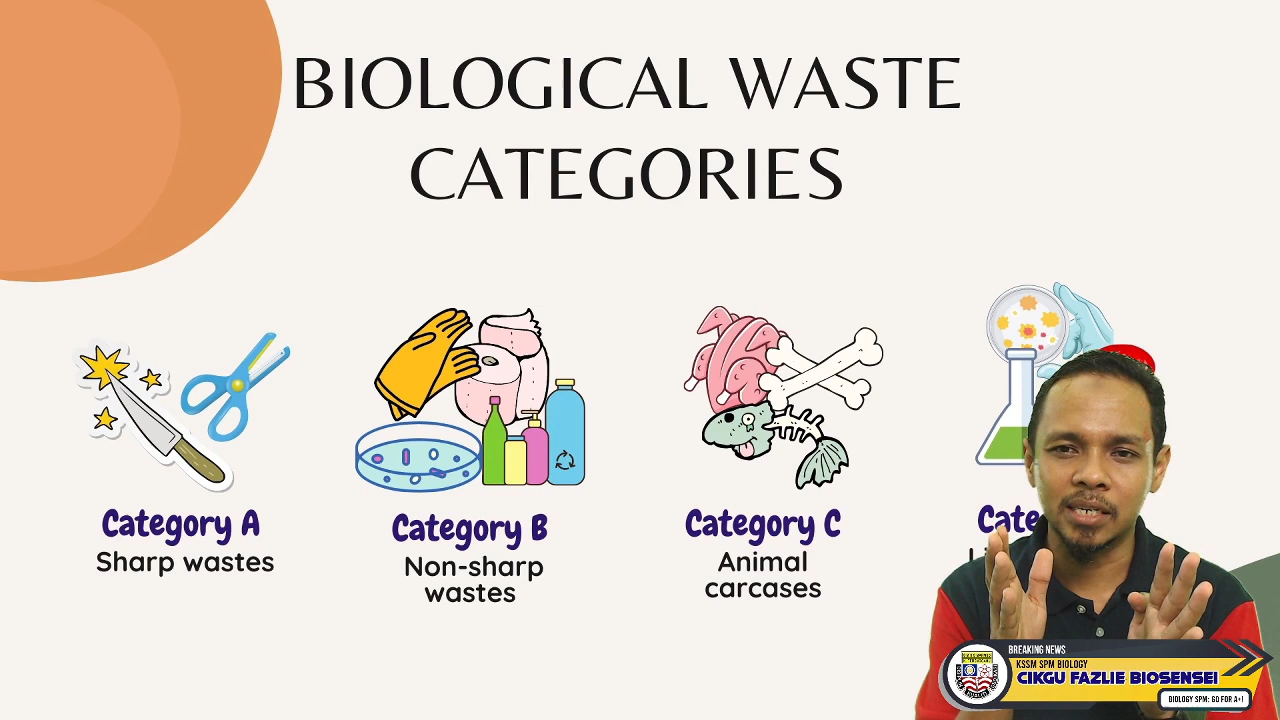 BIOLOGICAL WASTE
CATEGORIES
Category A
Sharp wastes
Category B
Non-sharp
wastes
Category C
Animal
carcases
BREAKING NEWS
KSSM SPM BIOLOGY
CIKGU FAZLIE BIOSENSEI
BIOLOGY SPM: GO FOR A+!